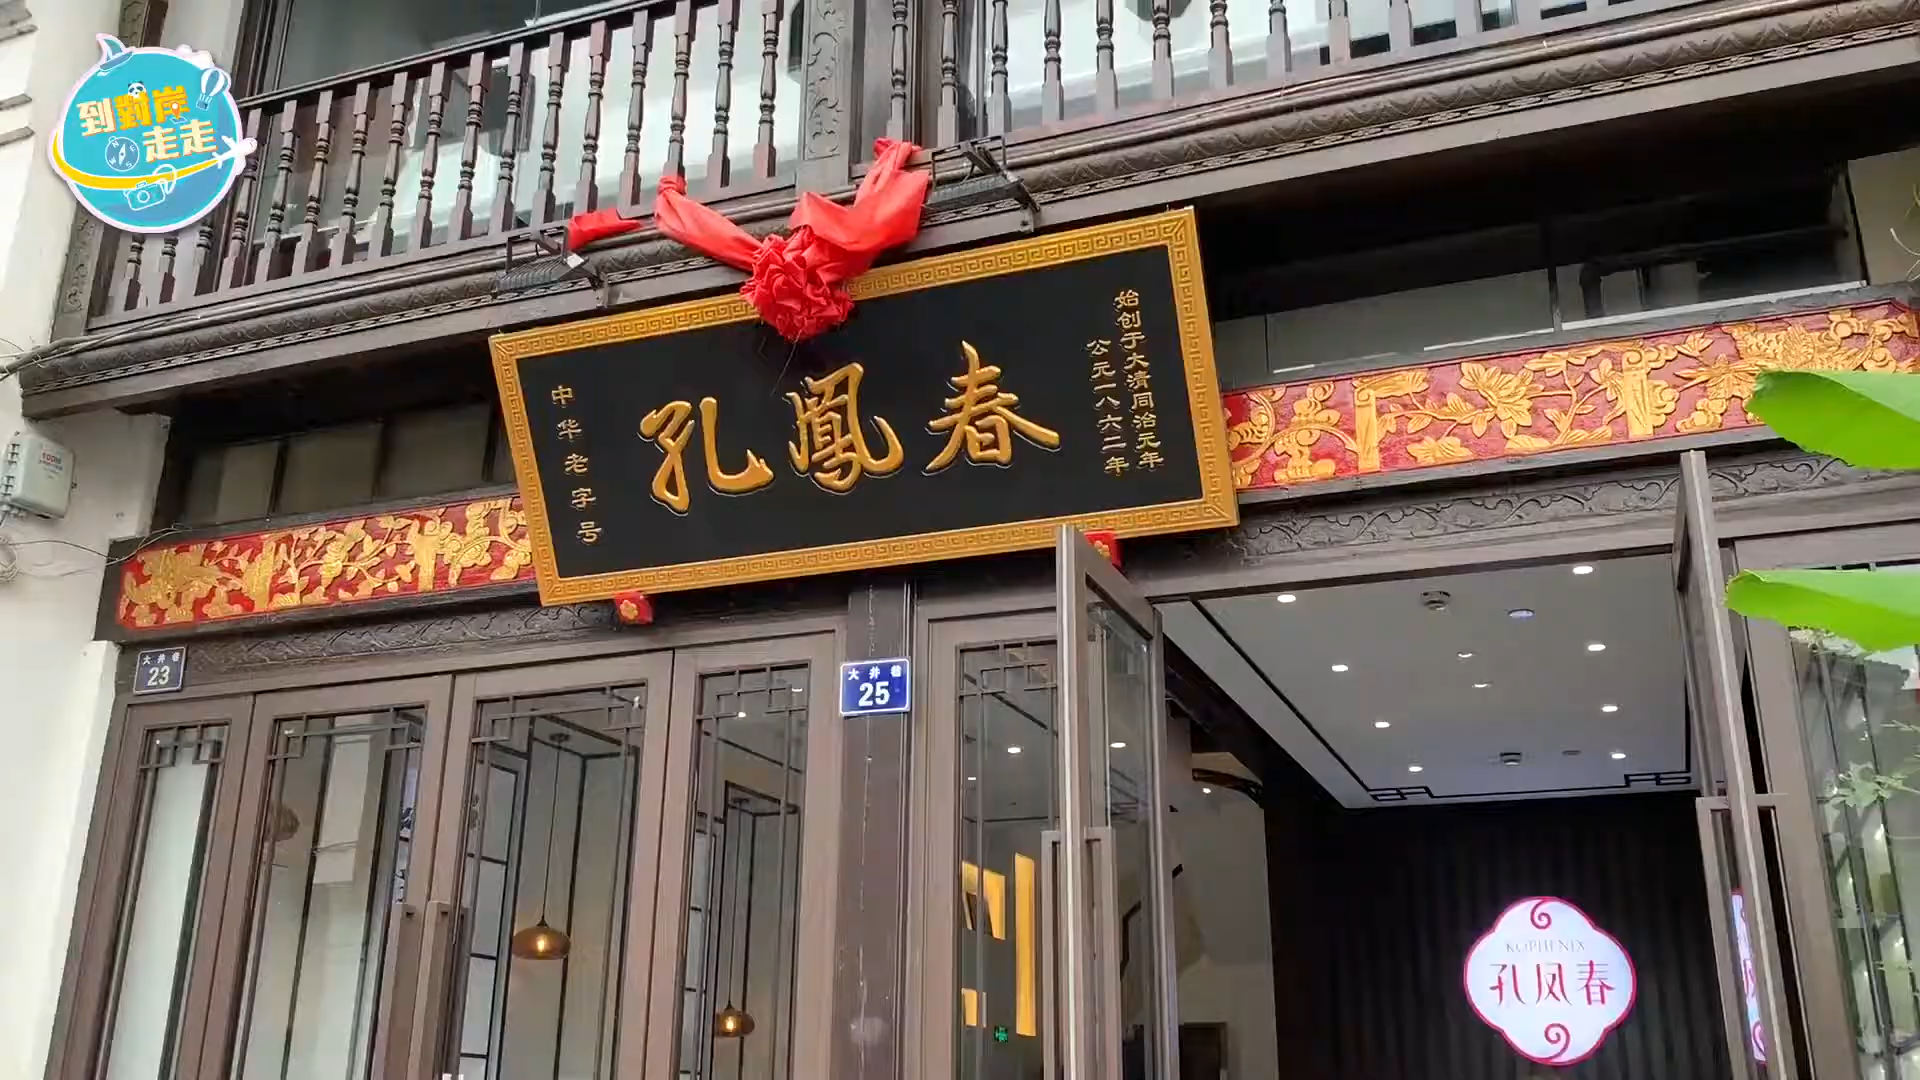 到對岸
走走
始创于大清同治元年
公元一八六二年
孔鳳春
中华老字号
大井巷
23
大井巷
25
KOPHENIX
孔凤春